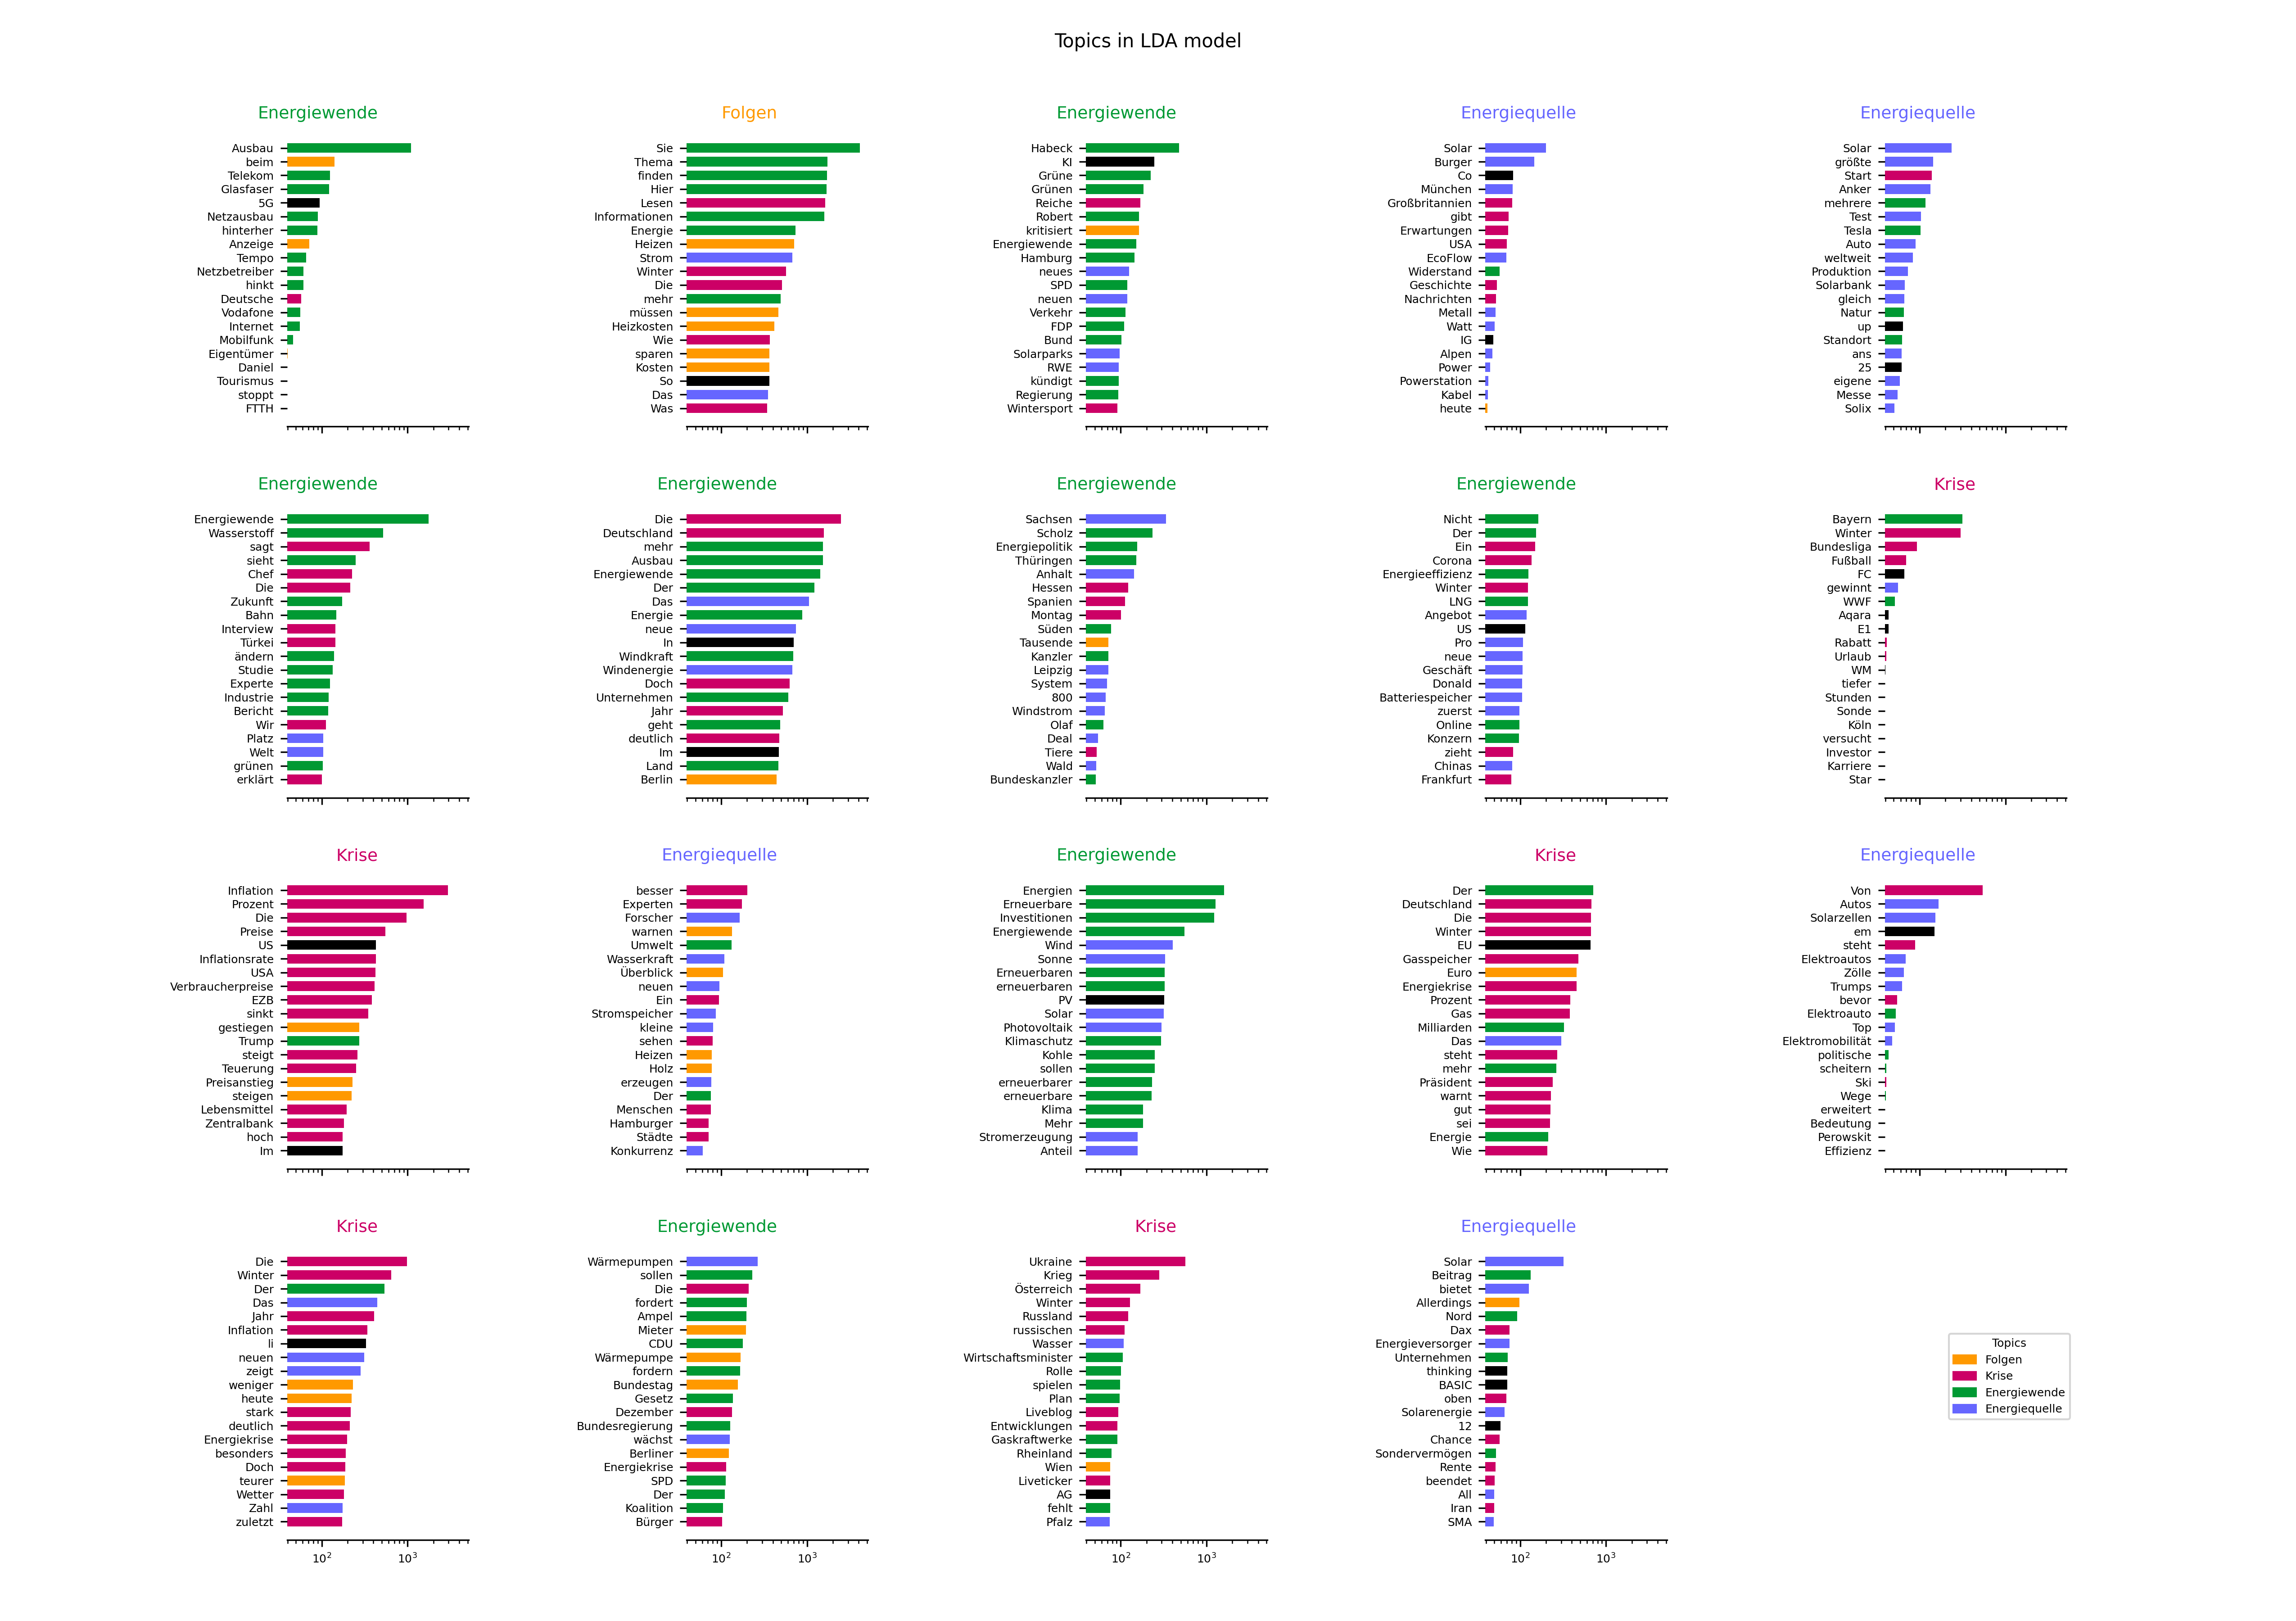 Topics in LDA model
Energiewende
Ausbau
beim
Telekom
Glasfaser
5G
Netzausbau
hinterher
Anzeige
Tempo
Netzbetreiber
hinkt
Deutsche
Vodafone
Internet
Mobilfunk
Eigentümer
Daniel
Tourismus
stoppt
FTTH
Folgen
Sie
Thema
finden
Hier
Lesen
Informationen
Energie
Heizen
Strom
Winter
Die
mehr
müssen
Heizkosten
Wie
sparen
Kosten
So
Das
Was
Energiewende
Habeck
KI
Grüne
Grünen
Reiche
Robert
kritisiert
Energiewende
Hamburg
neues
SPD
neuen
Verkehr
FDP
Bund
Solarparks
RWE
kündigt
Regierung
Wintersport
Energiequelle
Solar
Burger
Co
München
Großbritannien
gibt
Erwartungen
USA
EcoFlow
Widerstand
Geschichte
Nachrichten
Metall
Watt
IG
Alpen
Power
Powerstation
Kabel
heute
Energiequelle
Solar
größte
Start
Anker
mehrere
Test
Tesla
Auto
weltweit
Produktion
Solarbank
gleich
Natur
up
Standort
ans
25
eigene
Messe
Solix
Energiewende
Energiewende
Wasserstoff
sagt
sieht
Chef
Die
Zukunft
Bahn
Interview
Türkei
ändern
Studie
Experte
Industrie
Bericht
Wir
Platz
Welt
grünen
erklärt
Energiewende
Die
Deutschland
mehr
Ausbau
Energiewende
Der
Das
Energie
neue
In
Windkraft
Windenergie
Doch
Unternehmen
Jahr
geht
deutlich
Im
Land
Berlin
Energiewende
Sachsen
Scholz
Energiepolitik
Thüringen
Anhalt
Hessen
Spanien
Montag
Süden
Tausende
Kanzler
Leipzig
System
800
Windstrom
Olaf
Deal
Tiere
Wald
Bundeskanzler
Energiewende
Nicht
Der
Ein
Corona
Energieeffizienz
Winter
LNG
Angebot
US
Pro
neue
Geschäft
Donald
Batteriespeicher
zuerst
Online
Konzern
zieht
Chinas
Frankfurt
Krise
Bayern
Winter
Bundesliga
Fußball
FC
gewinnt
WWF
Aqara
E1
Rabatt
Urlaub
WM
tiefer
Stunden
Sonde
Köln
versucht
Investor
Karriere
Star
Krise
Inflation
Prozent
Die
Preise
US
Inflationsrate
USA
Verbraucherpreise
EZB
sinkt
gestiegen
Trump
steigt
Teuerung
Preisanstieg
steigen
Lebensmittel
Zentralbank
hoch
Im
Energiequelle
besser
Experten
Forscher
warnen
Umwelt
Wasserkraft
Überblick
neuen
Ein
Stromspeicher
kleine
sehen
Heizen
Holz
erzeugen
Der
Menschen
Hamburger
Städte
Konkurrenz
Energiewende
Energien
Erneuerbare
Investitionen
Energiewende
Wind
Sonne
Erneuerbaren
erneuerbaren
PV
Solar
Photovoltaik
Klimaschutz
Kohle
sollen
erneuerbarer
erneuerbare
Klima
Mehr
Stromerzeugung
Anteil
Krise
Der
Deutschland
Die
Winter
EU
Gasspeicher
Euro
Energiekrise
Prozent
Gas
Milliarden
Das
steht
mehr
Präsident
warnt
gut
sei
Energie
Wie
Energiequelle
Von
Autos
Solarzellen
em
steht
Elektroautos
Zölle
Trumps
bevor
Elektroauto
Top
Elektromobilität
politische
scheitern
Ski
Wege
erweitert
Bedeutung
Perowskit
Effizienz
Krise
Die
Winter
Der
Das
Jahr
Inflation
li
neuen
zeigt
weniger
heute
stark
deutlich
Energiekrise
besonders
Doch
teurer
Wetter
Zahl
zuletzt
10² 10³
Energiewende
Wärmepumpen
sollen
Die
fordert
Ampel
Mieter
CDU
Wärmepumpe
fordern
Bundestag
Gesetz
Dezember
Bundesregierung
wächst
Berliner
Energiekrise
SPD
Der
Koalition
Bürger
10² 10³
Krise
Ukraine
Krieg
Österreich
Winter
Russland
russischen
Wasser
Wirtschaftsminister
Rolle
spielen
Plan
Liveblog
Entwicklungen
Gaskraftwerke
Rheinland
Wien
Liveticker
AG
fehlt
Pfalz
10² 10³
Energiequelle
Solar
Beitrag
bietet
Allerdings
Nord
Dax
Energieversorger
Unternehmen
thinking
BASIC
oben
Solarenergie
12
Chance
Sondervermögen
Rente
beendet
All
Iran
SMA
10² 10³
Topics
Folgen
Krise
Energiewende
Energiequelle